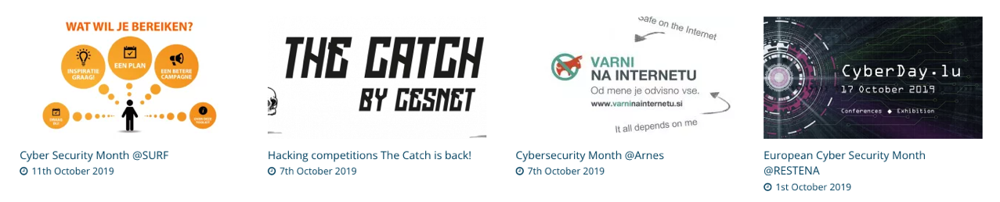 WAT WIL JE BEREIKEN?
INSPIRATIE
GRAAG!
EEN PLAN
EEN BETERE
CAMPAGNE
Cyber Security Month @SURF
11th October 2019
THE CATCH
BY CESNET
Hacking competitions The Catch is back!
7th October 2019
Safe on the Internet
VARNI
NA INTERNETU
Od mene je odvisno vse.
www.varninainternetu.si
It all depends on me
Cybersecurity Month @Arnes
7th October 2019
CyberDay.lu
17 October 2019
Conferences ◆ Exhibition
European Cyber Security Month
@RESTENA
1st October 2019